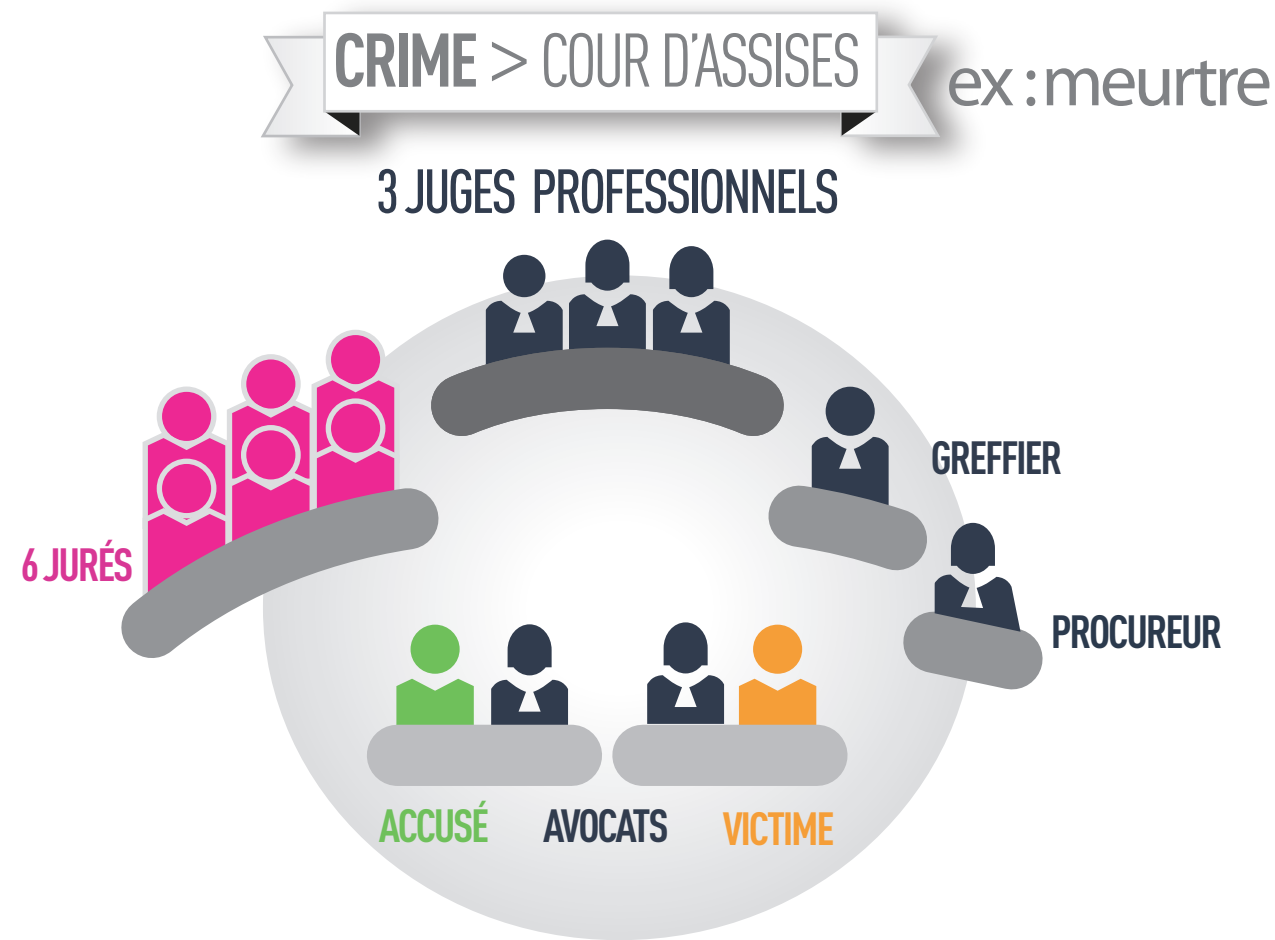 CRIME > COUR D'ASSISES
ex : meurtre
3 JUGES PROFESSIONNELS
GREFFIER
6 JURÉS
PROCUREUR
ACCUSÉ
AVOCATS
VICTIME